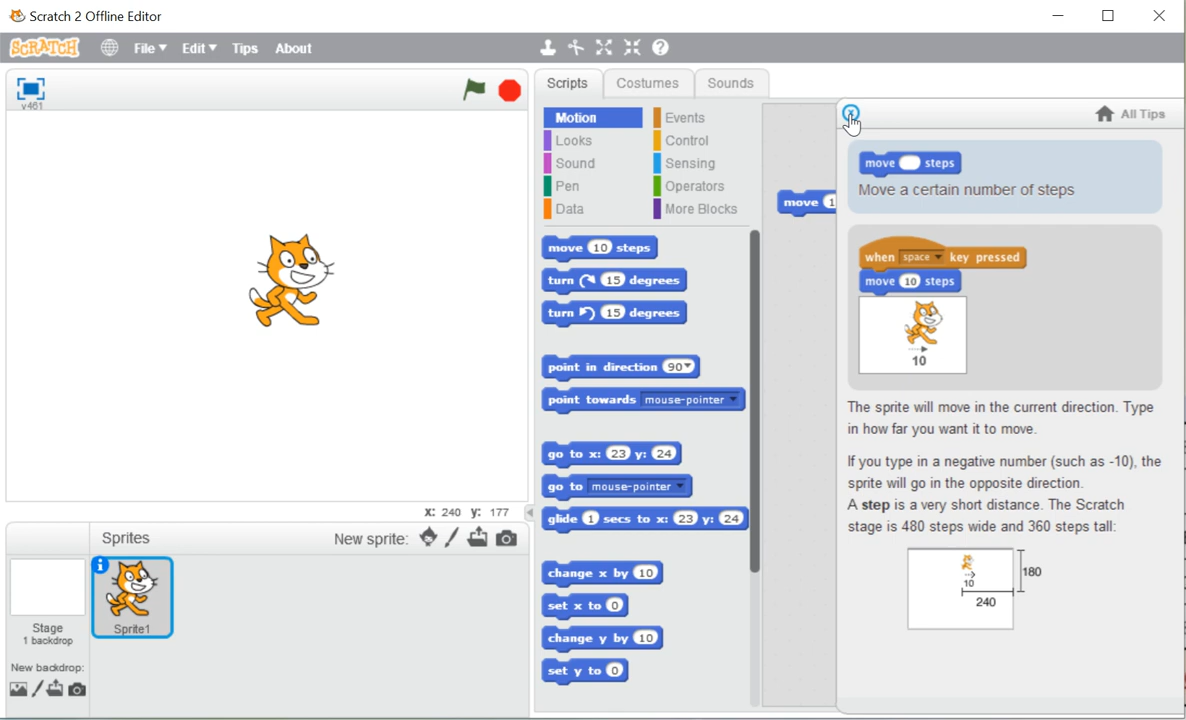 Scratch 2 Offline Editor
SCRATCH File Edit Tips About
v461
Scripts Costumes Sounds
Motion Events
Looks Control
Sound Sensing
Pen Operators
Data More Blocks
move 10 steps
turn 15 degrees
turn 15 degrees
point in direction 90
point towards mouse-pointer
go to x: 23 y: 24
go to mouse-pointer
glide 1 secs to x: 23 y: 24
change x by 10
set x to 0
change y by 10
set y to 0
move 1
All Tips
move steps
Move a certain number of steps
when space key pressed
move 10 steps
10
The sprite will move in the current direction. Type
in how far you want it to move.
If you type in a negative number (such as -10), the
sprite will go in the opposite direction.
A step is a very short distance. The Scratch
stage is 480 steps wide and 360 steps tall:
10
180
240
X: 240 y: 177
Sprites New sprite:
Sprite1
Stage
1 backdrop
New backdrop: